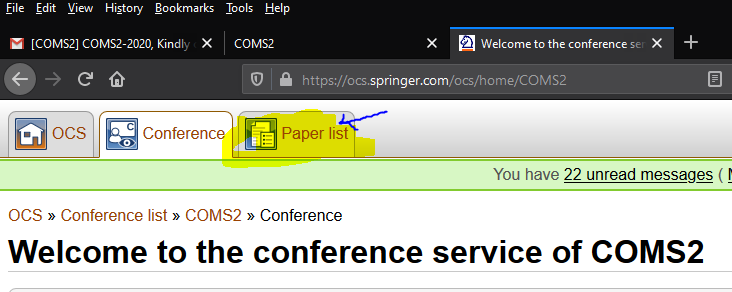 File Edit View History Bookmarks Tools Help
[COMS2] COMS2-2020, Kindly
COMS2
Welcome to the conference ser
https://ocs.springer.com/ocs/home/COMS2
OCS
Conference
Paper list
You have 22 unread messages (
OCS » Conference list » COMS2 » Conference
Welcome to the conference service of COMS2